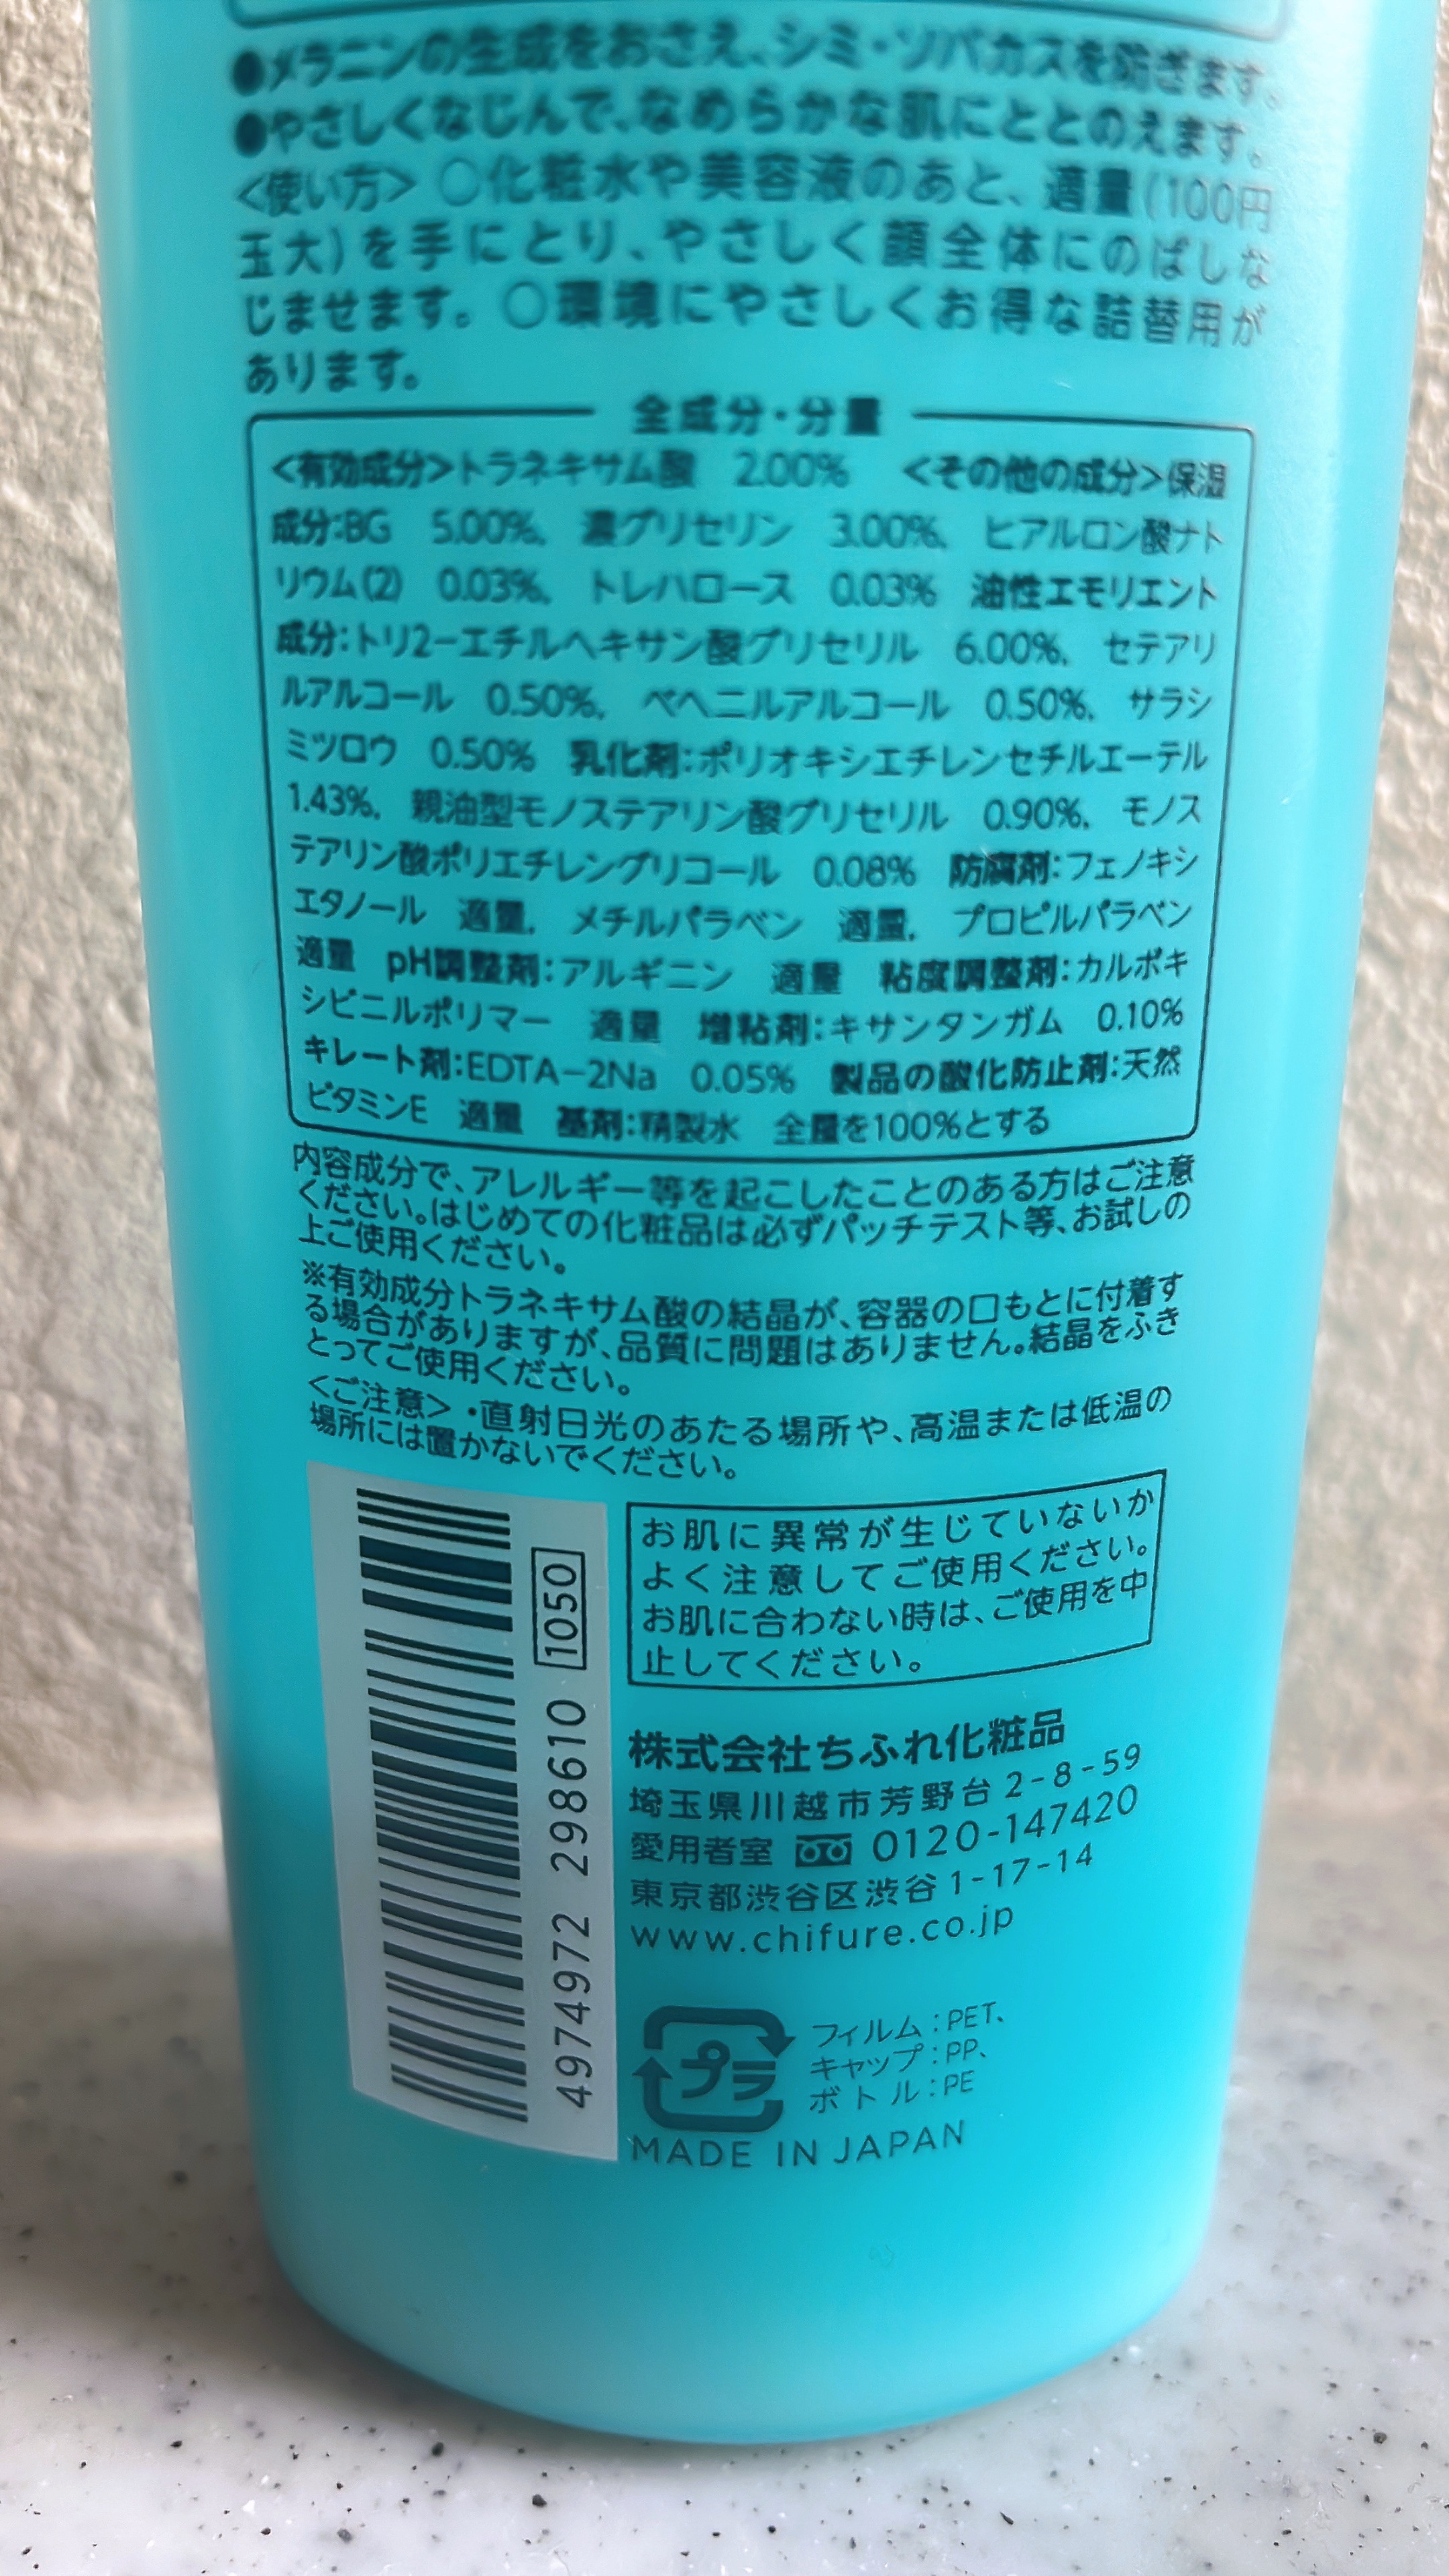 ●メラニンの生成をおさえ、シミ・ソバカスを防ぎます。
●やさしくなじんで、なめらかな肌にととのえます。
<使い方> ○化粧水や美容液のあと、適量(100円
玉大)を手にとり、やさしく顔全体にのばしな
じませます。○環境にやさしくお得な詰替用が
あります。
全成分・分量
<有効成分>トラネキサム酸 2.00% <その他の成分>保湿
成分:BG 5.00%, 濃グリセリン 3.00%, ヒアルロン酸ナト
リウム(2) 0.03%, トレハロース 0.03% 油性エモリエント
成分:トリ2-エチルヘキサン酸グリセリル 6.00%, セテアリ
ルアルコール 0.50%, ベヘニルアルコール 0.50%, サラシ
ミツロウ 0.50% 乳化剤:ポリオキシエチレンセチルエーテル
1.43%, 親油型モノステアリン酸グリセリル 0.90%, モノス
テアリン酸ポリエチレングリコール 0.08% 防腐剤:フェノキシ
エタノール 適量, メチルパラベン 適量, プロピルパラベン
適量 pH調整剤:アルギニン 適量 粘度調整剤:カルボキ
シビニルポリマー 適量 増粘剤:キサンタンガム 0.10%
キレート剤:EDTA-2Na 0.05% 製品の酸化防止剤:天然
ビタミンE 適量 基剤:精製水 全量を100%とする
内容成分で、アレルギー等を起こしたことのある方はご注意
ください。はじめての化粧品は必ずパッチテスト等、お試しの
上ご使用ください。
※有効成分トラネキサム酸の結晶が、容器の口もとに付着す
る場合がありますが、品質に問題はありません。結晶をふき
とってご使用ください。
<ご注意> ・直射日光のあたる場所や、高温または低温の
場所には置かないでください。
お肌に異常が生じていないか
よく注意してご使用ください。
お肌に合わない時は、ご使用を中
止してください。
1050
4974972 298610
株式会社ちふれ化粧品
埼玉県川越市芳野台2-8-59
愛用者室 0120-147420
東京都渋谷区渋谷1-17-14
www.chifure.co.jp
プラ
フィルム:PET、
キャップ:PP、
ボトル:PE
MADE IN JAPAN